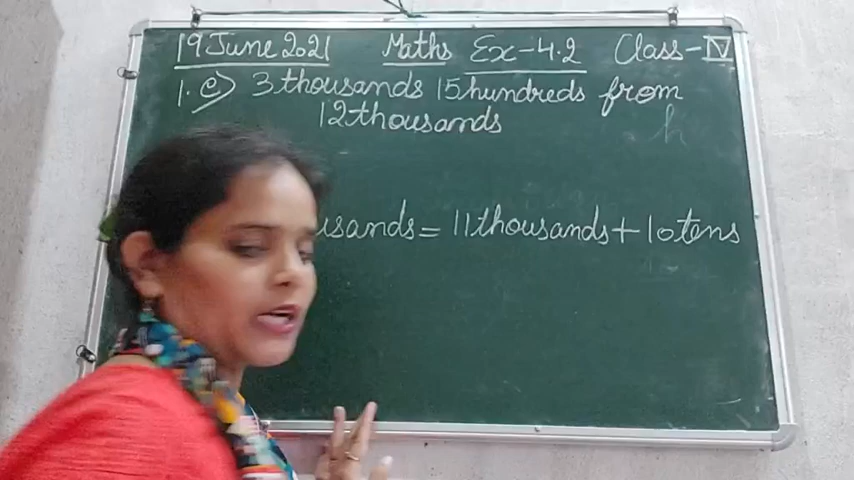 19 June 2021 Maths Ex-4.2 Class-IV
1. e) 3 thousands 15 hundreds from
12 thousands
h
usands = 11 thousands + 10 tens